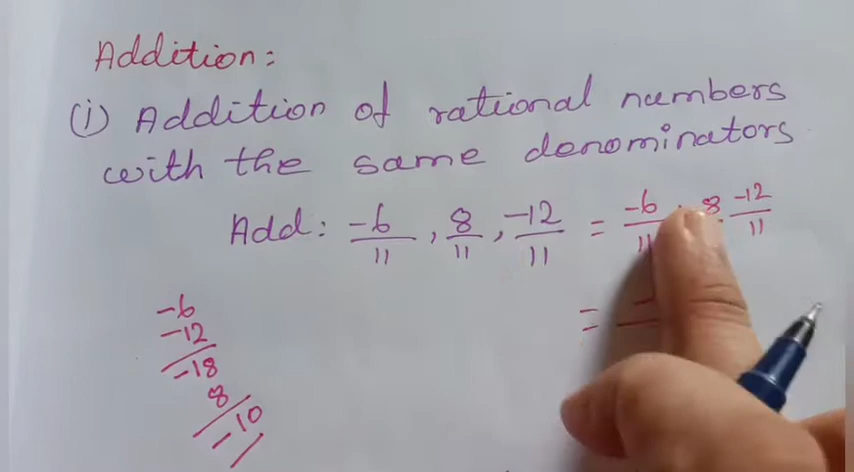 Addition:
(i) Addition of rational numbers
with the same denominators
Add: -6/11, 8/11, -12/11 = -6/11 8 -12/11
=
-6
-12
-18
8
-10